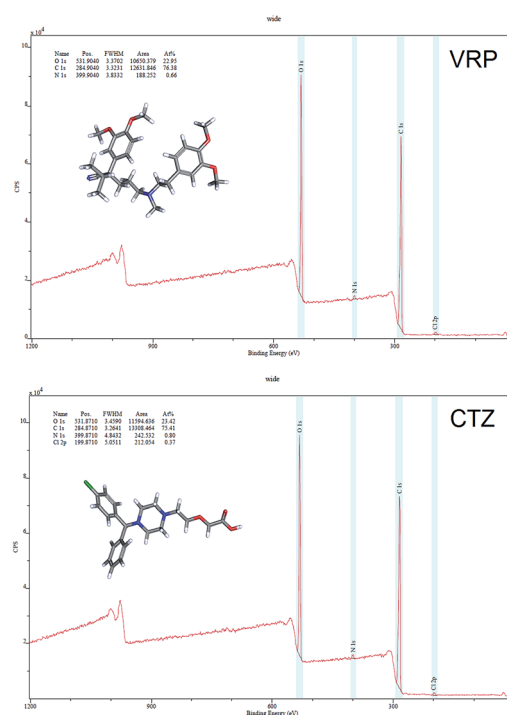 wide
x 10⁴
VRP
Name Pos. FWHM Area At%
O 1s 531.9040 3.3702 10650.379 22.95
C 1s 284.9040 3.3231 12631.846 76.38
N 1s 399.9040 3.8332 188.252 0.66
10
8
6
4
2
0
CPS
O 1s
N 1s
C 1s
Cl 2p
1200
900
600
300
Binding Energy (eV)
wide
x 10⁴
CTZ
Name Pos. FWHM Area At%
O 1s 531.8710 3.4590 11594.636 23.42
C 1s 284.8710 3.2641 13308.464 75.41
N 1s 399.8710 4.8432 242.532 0.80
Cl 2p 199.8710 5.0511 212.054 0.37
10
8
6
4
2
CPS
O 1s
N 1s
C 1s
Cl 2p
1200
900
600
300
Binding Energy (eV)